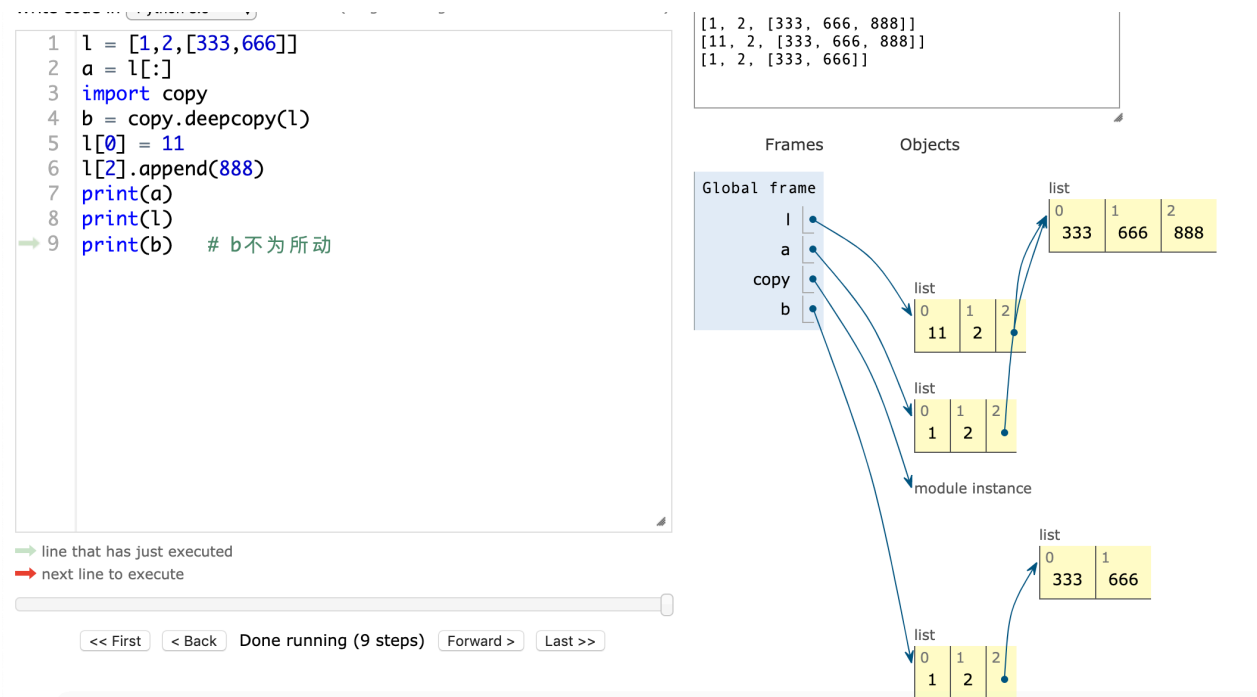 1 l = [1,2,[333,666]]
2 a = l[:]
3 import copy
4 b = copy.deepcopy(l)
5 l[0] = 11
6 l[2].append(888)
7 print(a)
8 print(l)
9 print(b) # b不为所动
line that has just executed
next line to execute
<< First < Back Done running (9 steps) Forward > Last >>
[1, 2, [333, 666, 888]]
[11, 2, [333, 666, 888]]
[1, 2, [333, 666]]
Frames Objects
Global frame
l
a
copy
b
list
0 1 2
333 666 888
list
0 1 2
11 2
list
0 1 2
1 2
module instance
list
0 1
333 666
list
0 1 2
1 2